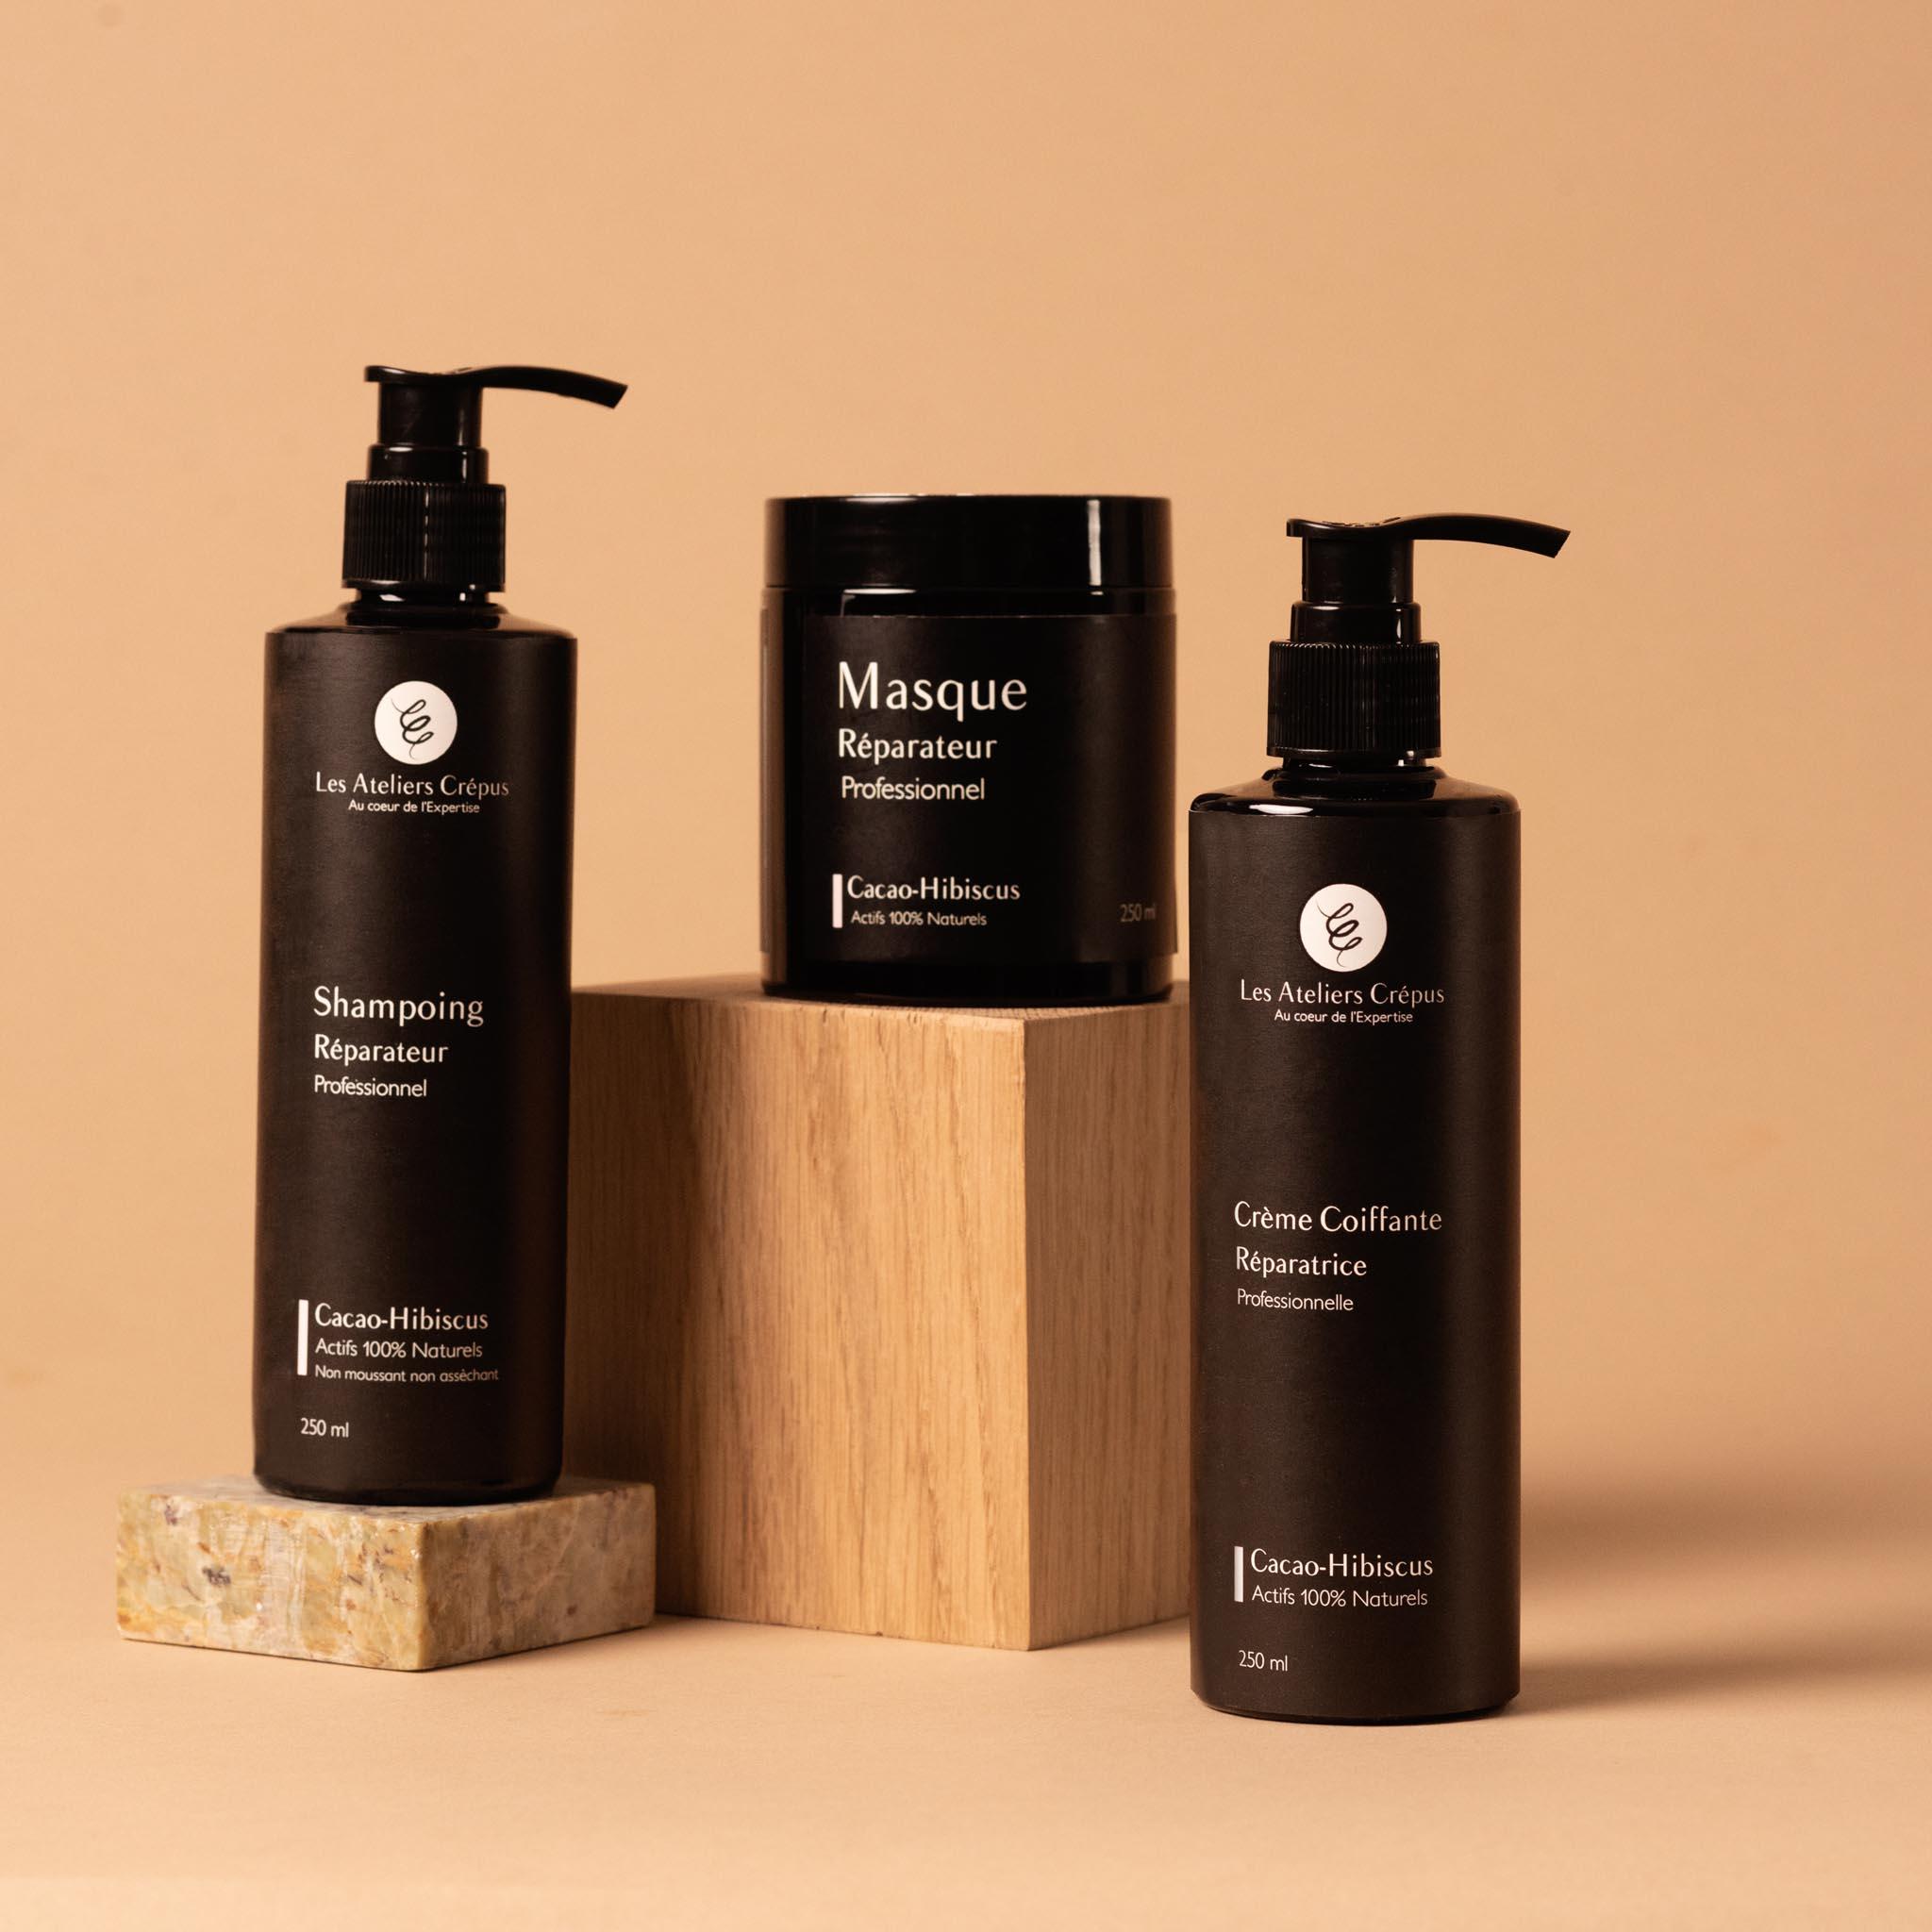 Les Ateliers Crépus
Au coeur de l'Expertise
Shampoing
Réparateur
Professionnel
Cacao-Hibiscus
Actifs 100% Naturels
Non moussant non assèchant
250 ml
Masque
Réparateur
Professionnel
Cacao-Hibiscus
Actifs 100% Naturels
250 ml
Les Ateliers Crépus
Au coeur de l'Expertise
Crème Coiffante
Réparatrice
Professionnelle
Cacao-Hibiscus
Actifs 100% Naturels
250 ml